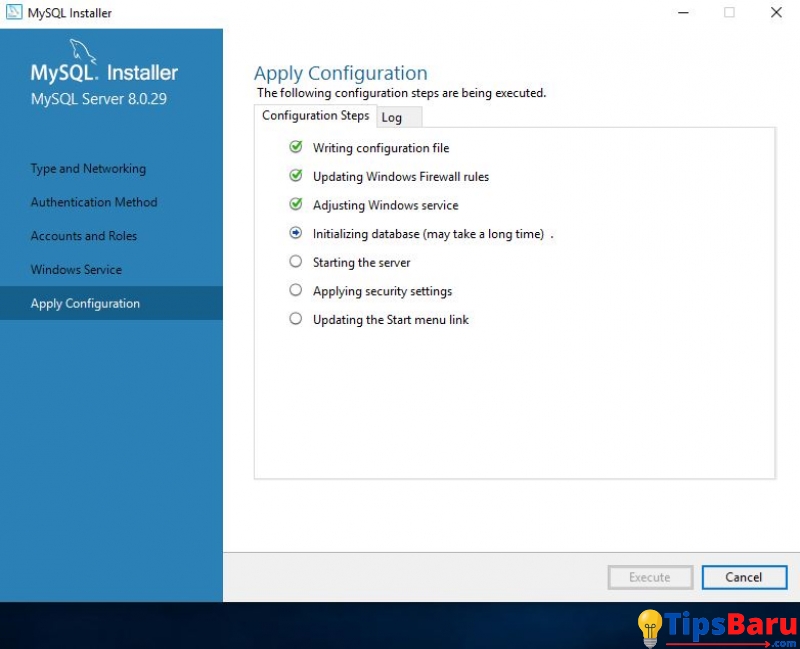 MySQL Installer
MySQL. Installer
MySQL Server 8.0.29
Type and Networking
Authentication Method
Accounts and Roles
Windows Service
Apply Configuration
Apply Configuration
The following configuration steps are being executed.
Configuration Steps Log
Writing configuration file
Updating Windows Firewall rules
Adjusting Windows service
Initializing database (may take a long time) .
Starting the server
Applying security settings
Updating the Start menu link
Execute Cancel
TipsBaru
.com